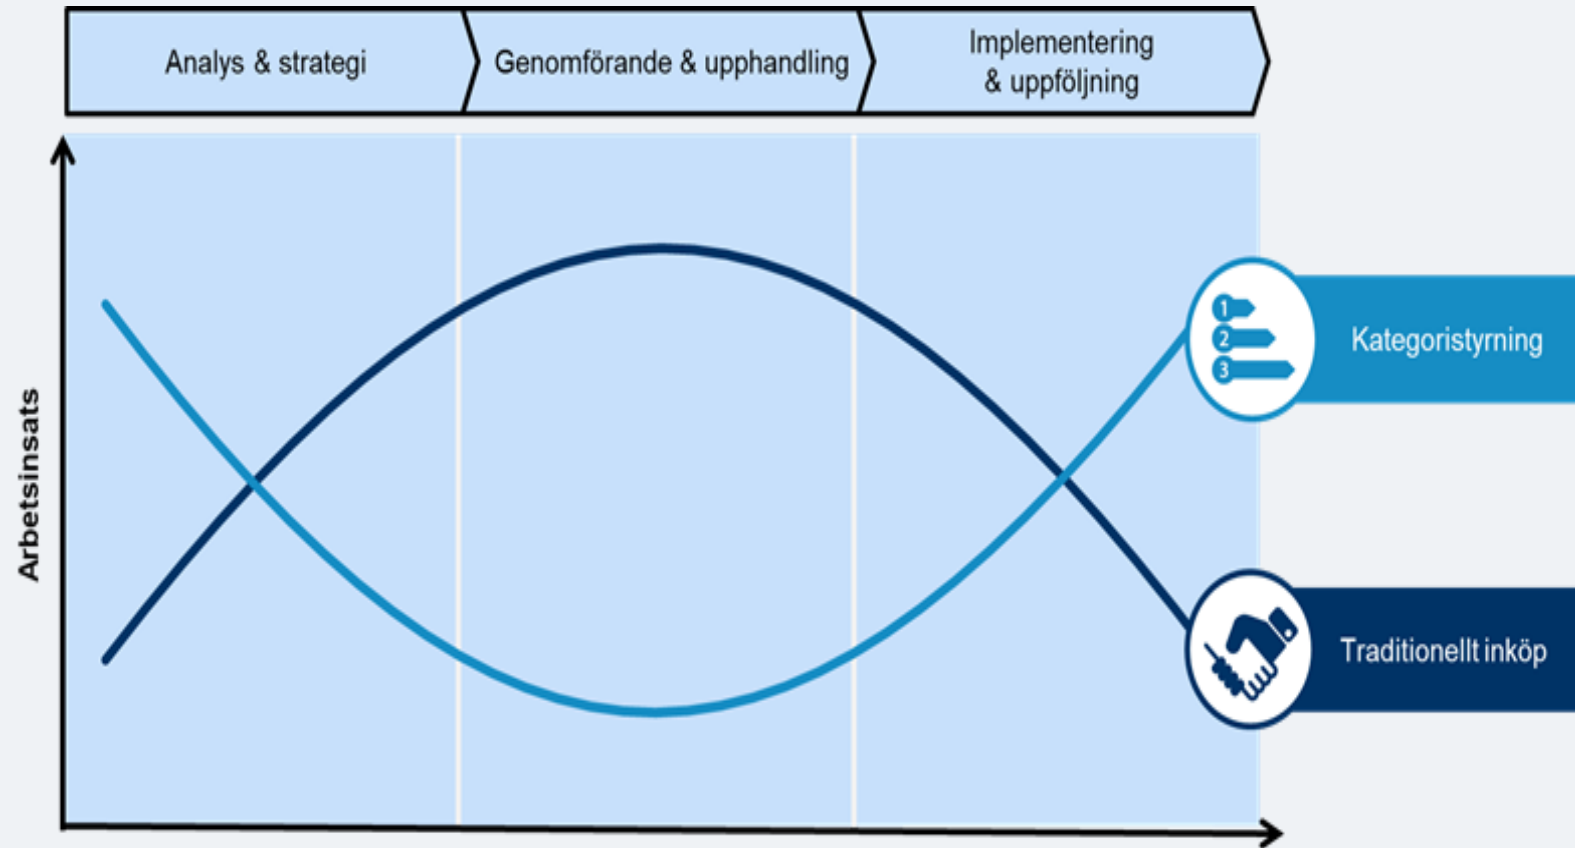 Analys & strategi
Genomförande & upphandling
Implementering
& uppföljning
Arbetsinsats
1
2
3
Kategoristyrning
Traditionellt inköp